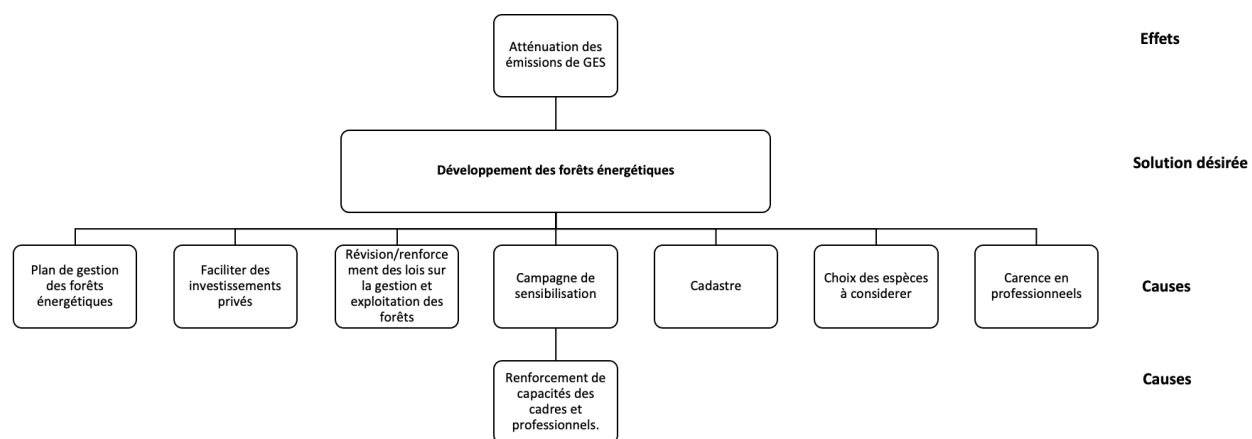 Atténuation des
émissions de GES
Effets
Développement des forêts énergétiques
Solution désirée
Plan de gestion
des forêts
énergétiques
Faciliter des
investissements
privés
Révision/renforce
ment des lois sur
la gestion et
exploitation des
forêts
Campagne de
sensibilisation
Cadastre
Choix des espèces
à considerer
Carence en
professionneels
Causes
Renforcement de
capacités des
cadres et
professionnels.
Causes